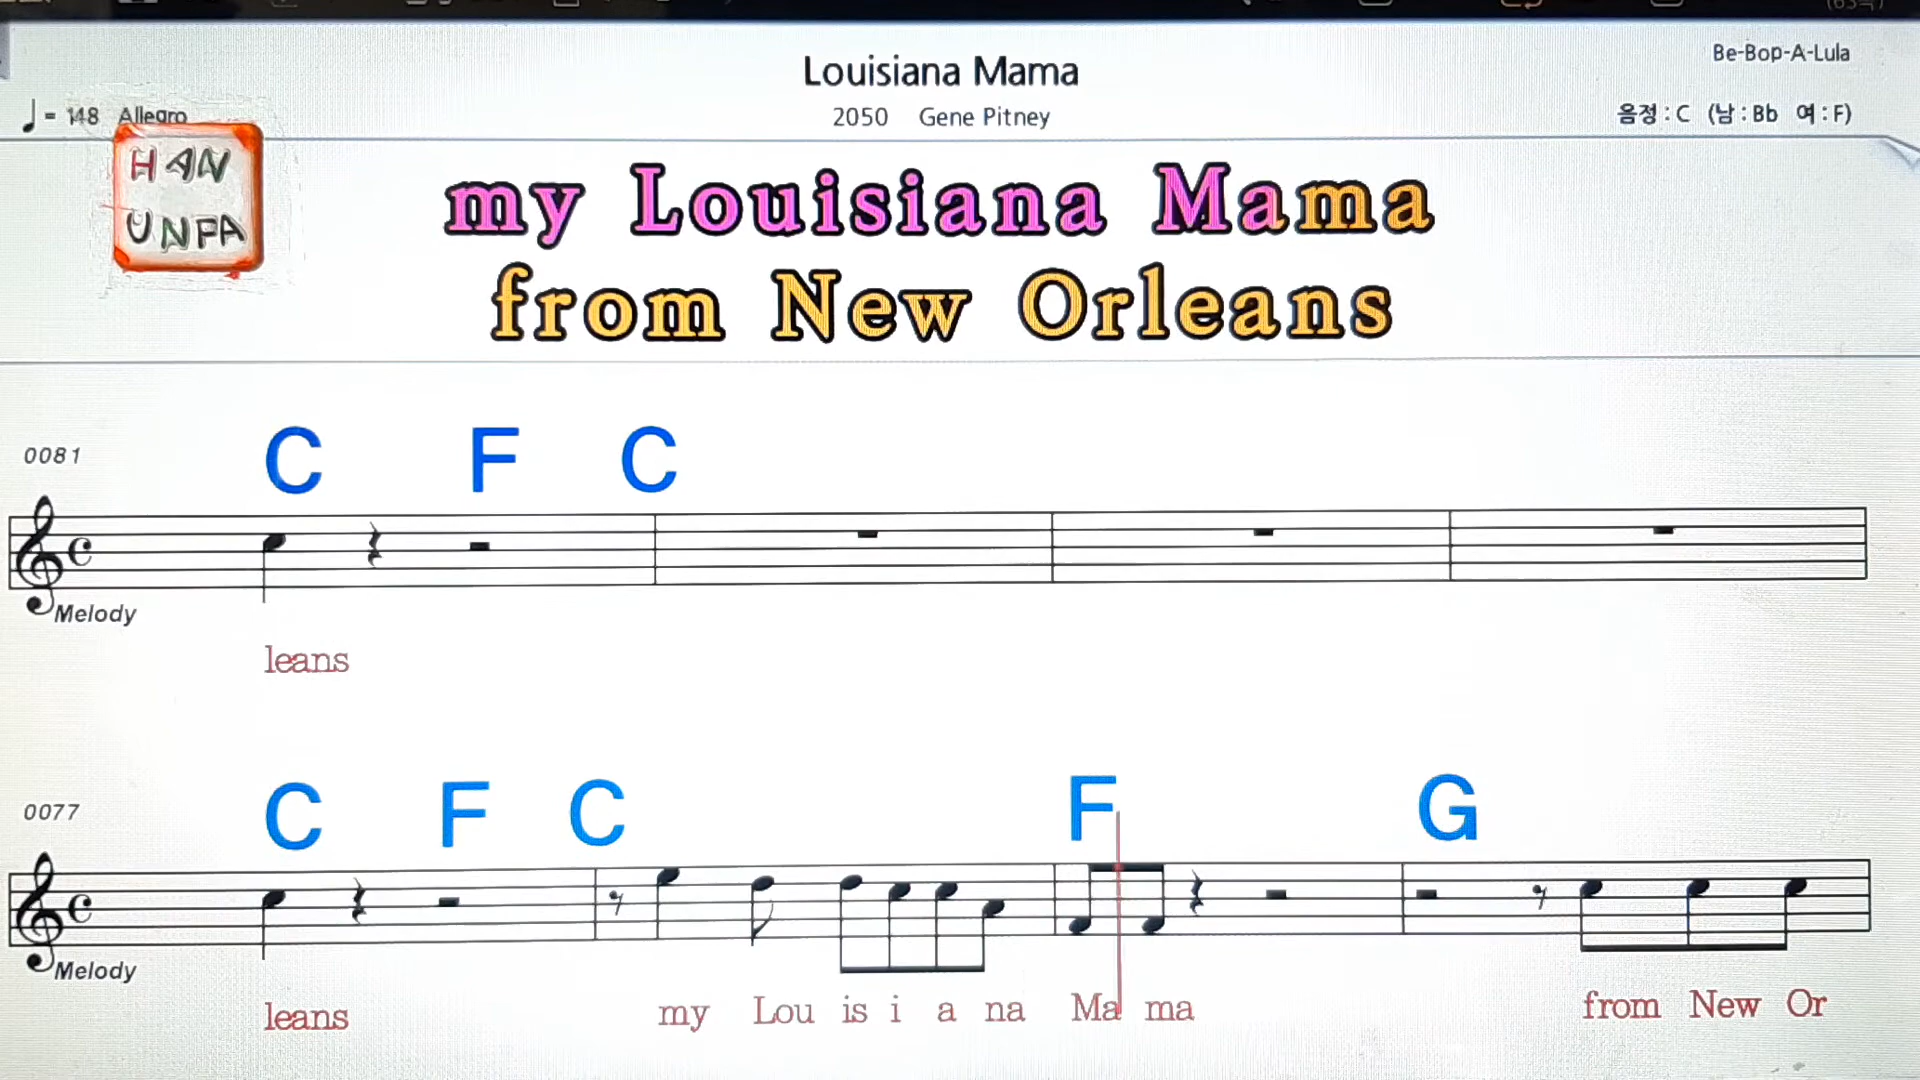 Louisiana Mama
Be-Bop-A-Lula
= 148 Allegro
2050 Gene Pitney
음정 : C (남 : Bb 여 : F)
HAN
UNPA
my Louisiana Mama
from New Orleans
0081
C F C
Melody
leans
0077
C F C F G
Melody
leans my Lou is i a na Ma ma from New Or